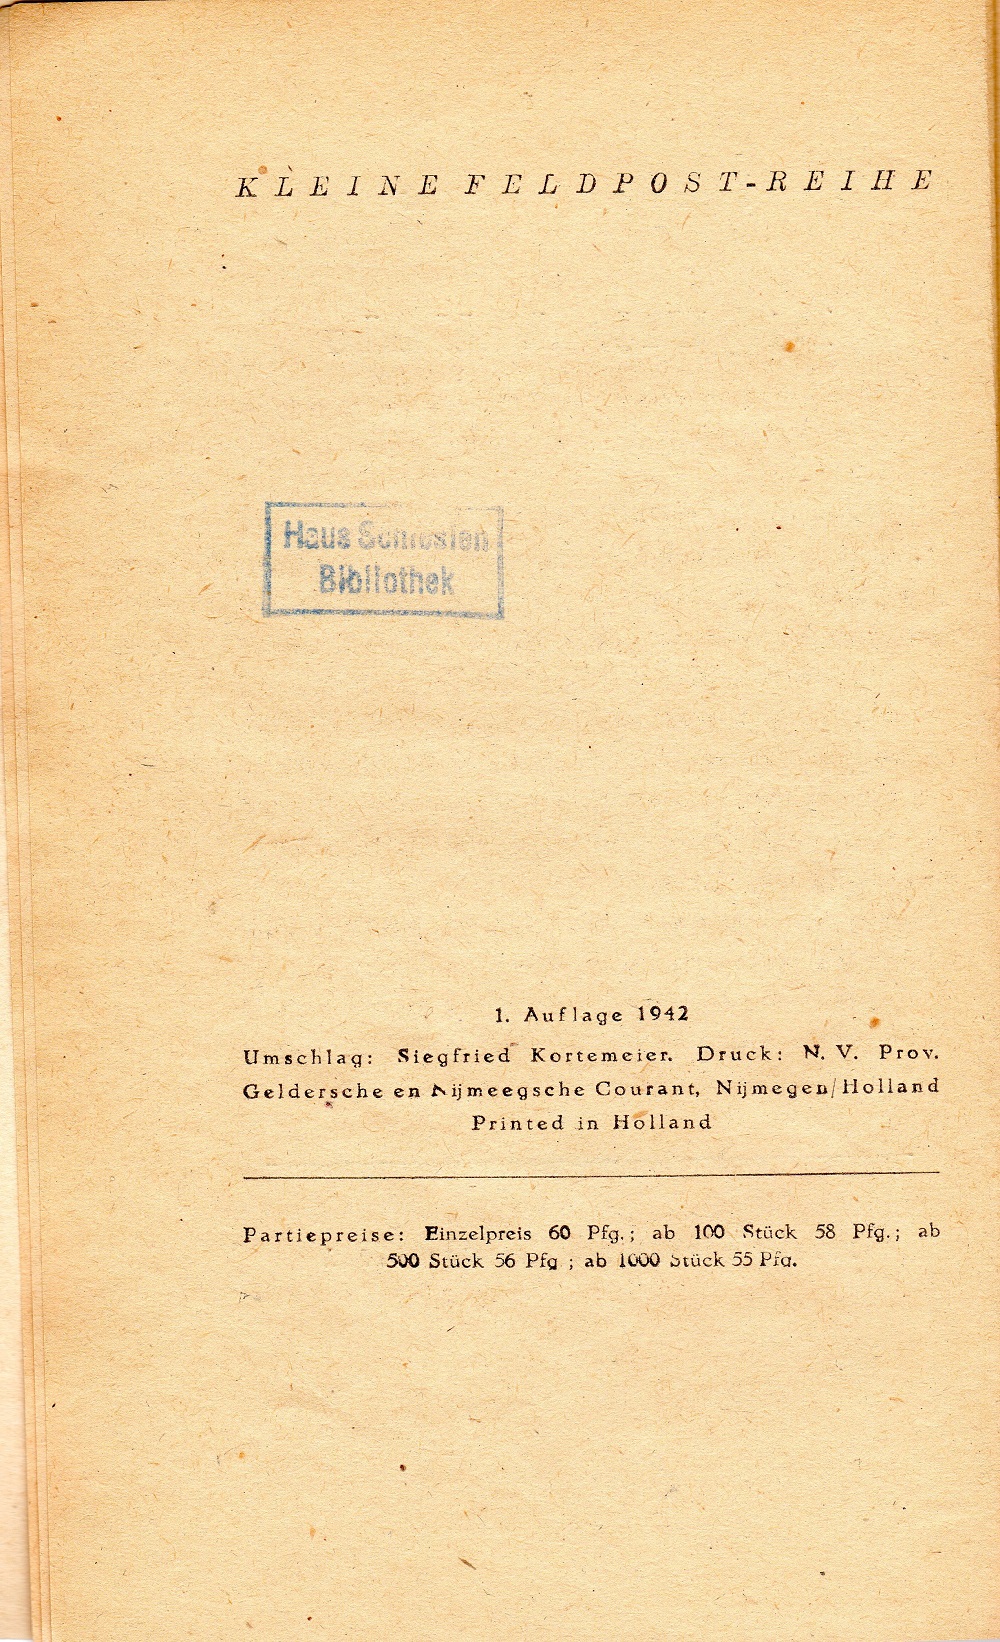 KLEINE FELDPOST-REIHE
Haus Schlesien
Bibliothek
1. Auflage 1942
Umschlag: Siegfried Kortemeier. Druck: N. V. Prov.
Geldersche en Nijmeegsche Courant, Nijmegen/Holland
Printed in Holland
Partiepreise: Einzelpreis 60 Pfg.; ab 100 Stück 58 Pfg.; ab
500 Stück 56 Pfg ; ab 1000 Stück 55 Pfg.